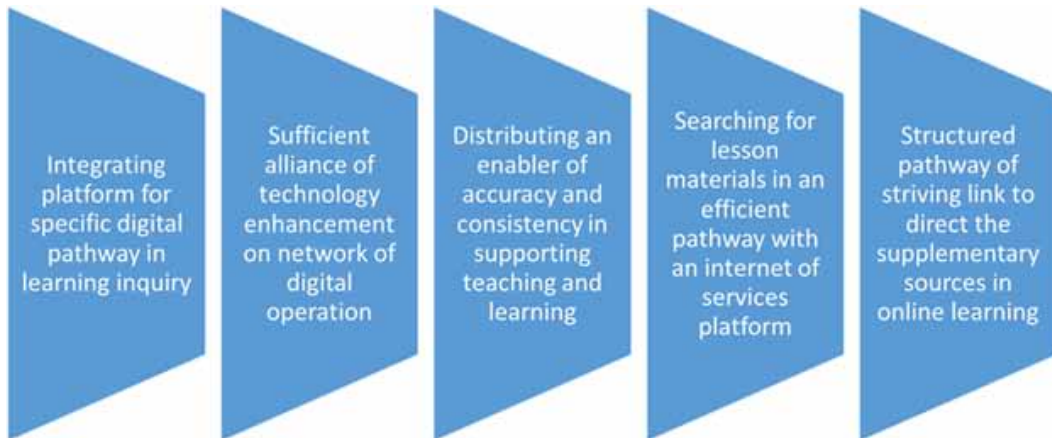 Integrating
platform for
specific digital
pathway in
learning inquiry
Sufficient
alliance of
technology
enhancement
on network of
digital
operation
Distributing an
enabler of
accuracy and
consistency in
supporting
teaching and
learning
Searching for
lesson
materials in an
efficient
pathway with
an internet of
services
platform
Structured
pathway of
striving link to
direct the
supplementary
sources in
online learning